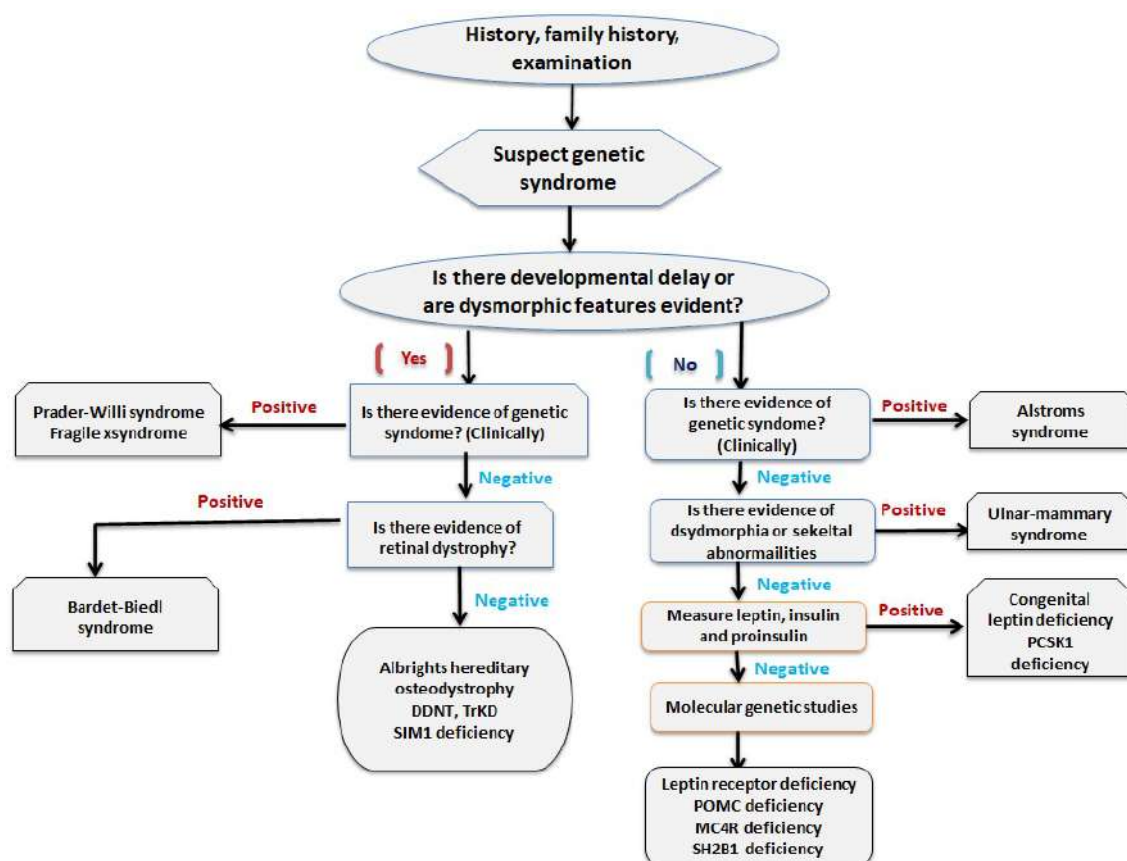 History, family history,
examination
Suspect genetic
syndrome
Is there developmental delay or
are dysmorphic features evident?
[ Yes ]
[ No ]
Prader-Willi syndrome
Fragile xsyndrome
Positive
Is there evidence of genetic
syndome? (Clinically)
Is there evidence of
genetic syndome?
(Clinically)
Positive
Alstroms
syndrome
Negative
Negative
Positive
Is there evidence of
retinal dystrophy?
Is there evidence of
dsydmorphia or sekeltal
abnormailities
Positive
Ulnar-mammary
syndrome
Bardet-Biedl
syndrome
Negative
Negative
Measure leptin, insulin
and proinsulin
Positive
Congenital
leptin deficiency
PCSK1
deficiency
Albrights hereditary
osteodystrophy
DDNT, TrKD
SIM1 deficiency
Negative
Molecular genetic studies
Leptin receptor deficiency
POMC deficiency
MC4R deficiency
SH2B1 deficiency